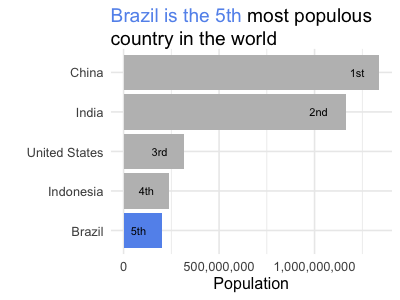 Brazil is the 5th most populous
country in the world
China
1st
India
2nd
United States
3rd
Indonesia
4th
Brazil
5th
0
500,000,000
1,000,000,000
Population